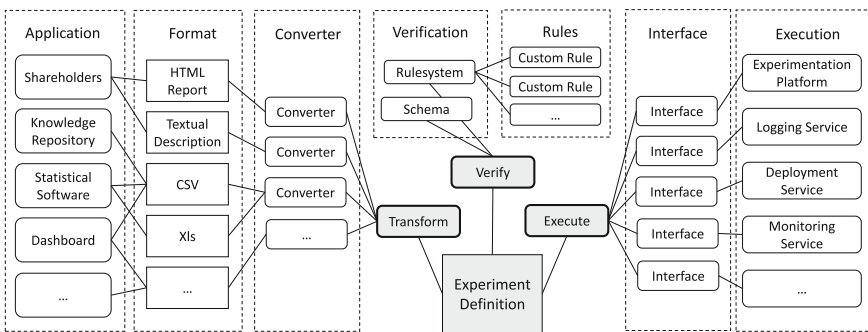 Application
Shareholders
Knowledge
Repository
Statistical
Software
Dashboard
...
Format
HTML
Report
Textual
Description
CSV
Xls
...
Converter
Converter
Converter
Converter
...
Transform
Verification
Rulesystem
Schema
Rules
Custom Rule
Custom Rule
...
Verify
Experiment
Definition
Execute
Interface
Interface
Interface
Interface
Interface
Interface
Execution
Experimentation
Platform
Logging Service
Deployment
Service
Monitoring
Service
...